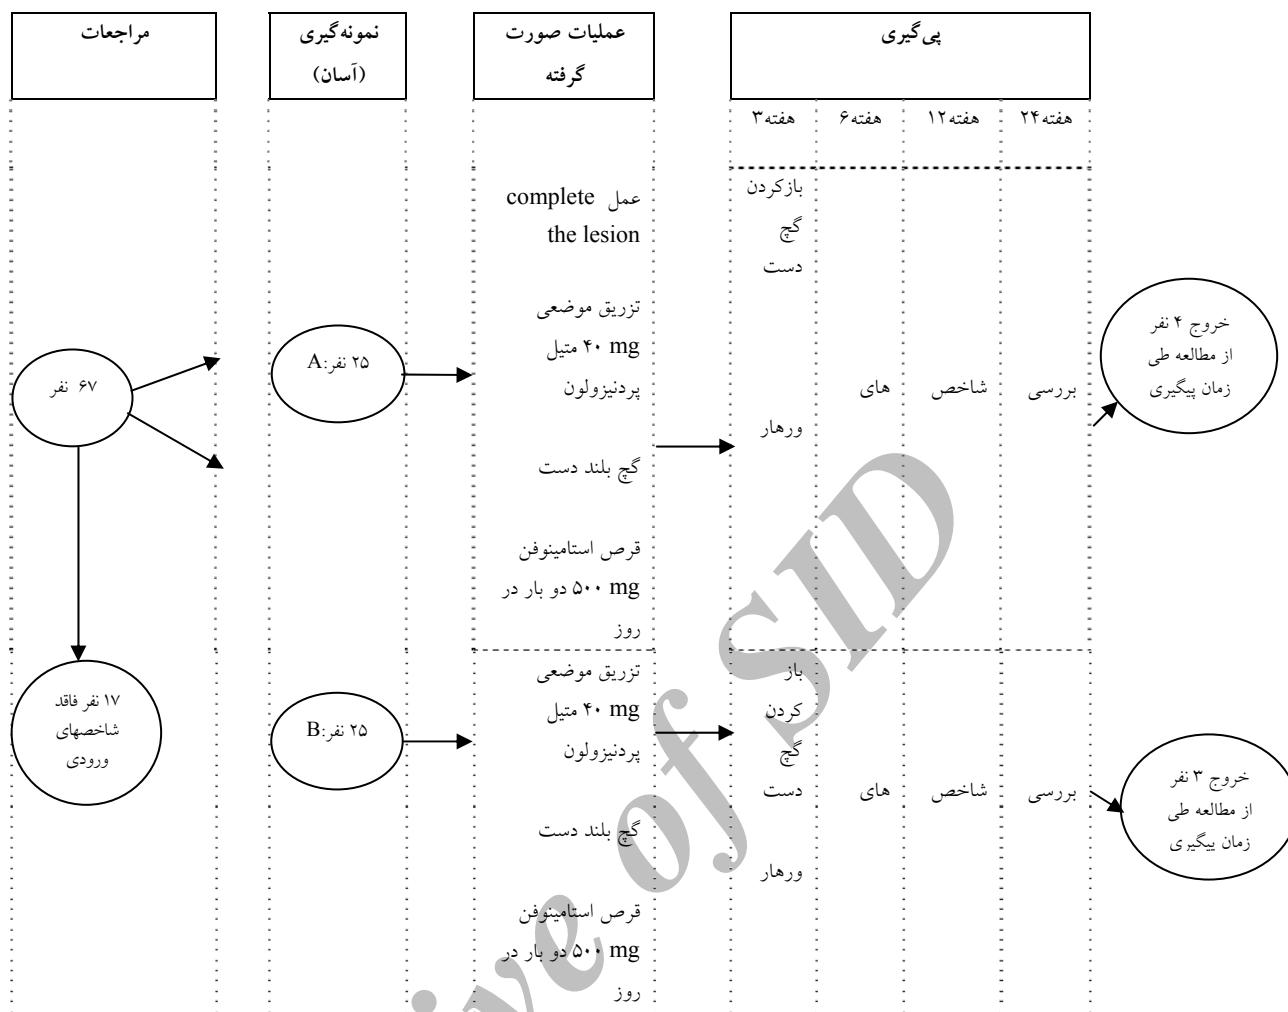 مراجعات
نمونه‌گیری
(آسان)
عملیات صورت
گرفته
پی‌گیری
هفته۳
هفته۶
هفته۱۲
هفته۲۴
۶۷ نفر
۱۷ نفر فاقد
شاخصهای
ورودی
A:۲۵ نفر
عمل complete
the lesion
تزریق موضعی
۴۰ mg متیل
پردنیزولون
گچ بلند دست
قرص استامینوفن
۵۰۰ mg دو بار در
روز
بازکردن
گچ
دست
ورهار
های
شاخص
بررسی
خروج ۴ نفر
از مطالعه طی
زمان پیگیری
B:۲۵ نفر
تزریق موضعی
۴۰ mg متیل
پردنیزولون
گچ بلند دست
قرص استامینوفن
۵۰۰ mg دو بار در
روز
باز
کردن
گچ
دست
ورهار
های
شاخص
بررسی
خروج ۳ نفر
از مطالعه طی
زمان پیگیری
ive of SID